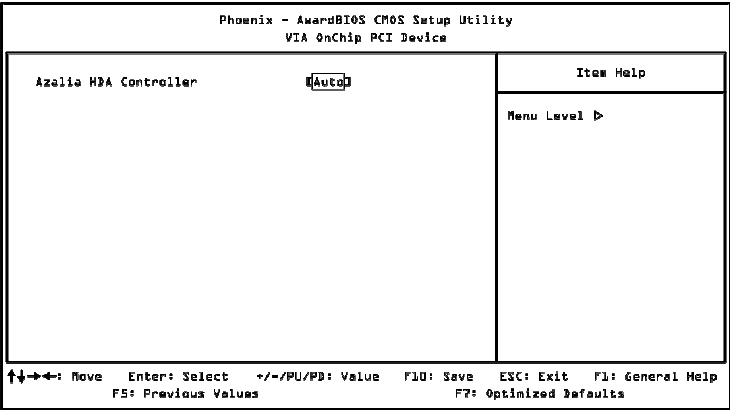 Phoenix - AwardBIOS CMOS Setup Utility
VIA OnChip PCI Device
Azalia HDA Controller [Auto]
Item Help
Menu Level ▷
↑↓→←: Move Enter: Select +/-/PU/PD: Value F10: Save ESC: Exit F1: General Help
F5: Previous Values F7: Optimized Defaults